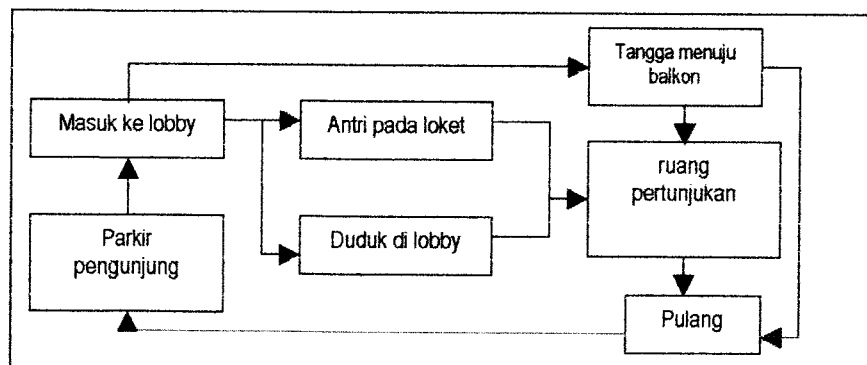 Tangga menuju
balkon
Masuk ke lobby
Antri pada loket
ruang
pertunjukan
Parkir
pengunjung
Duduk di lobby
Pulang